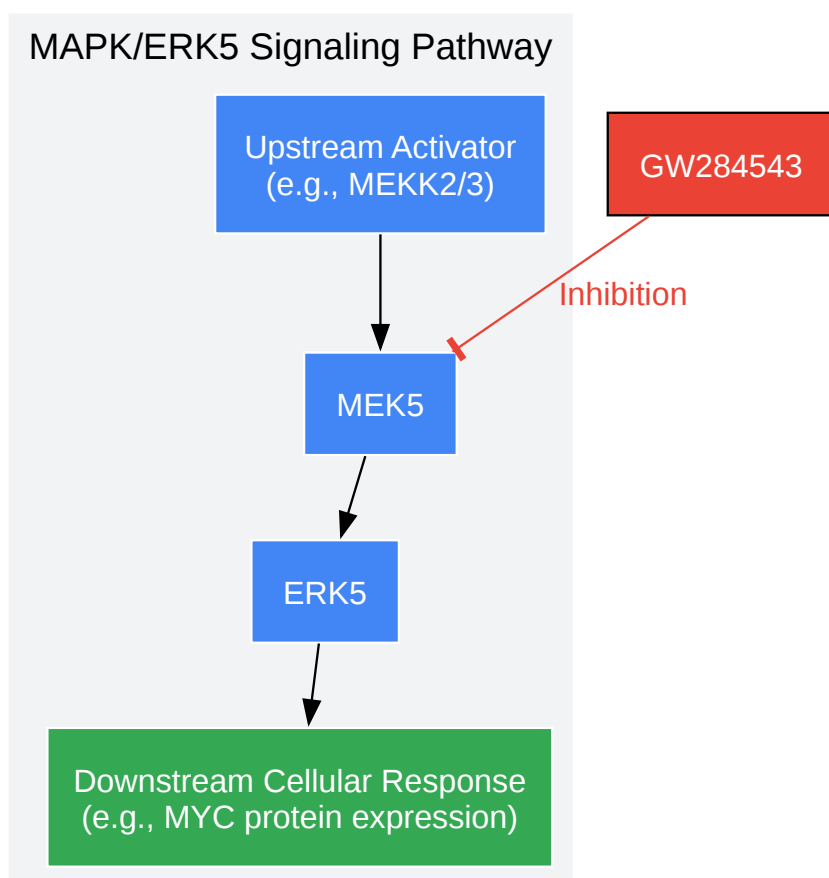 MAPK/ERK5 Signaling Pathway
Upstream Activator
(e.g., MEKK2/3)
GW284543
Inhibition
MEK5
ERK5
Downstream Cellular Response
(e.g., MYC protein expression)